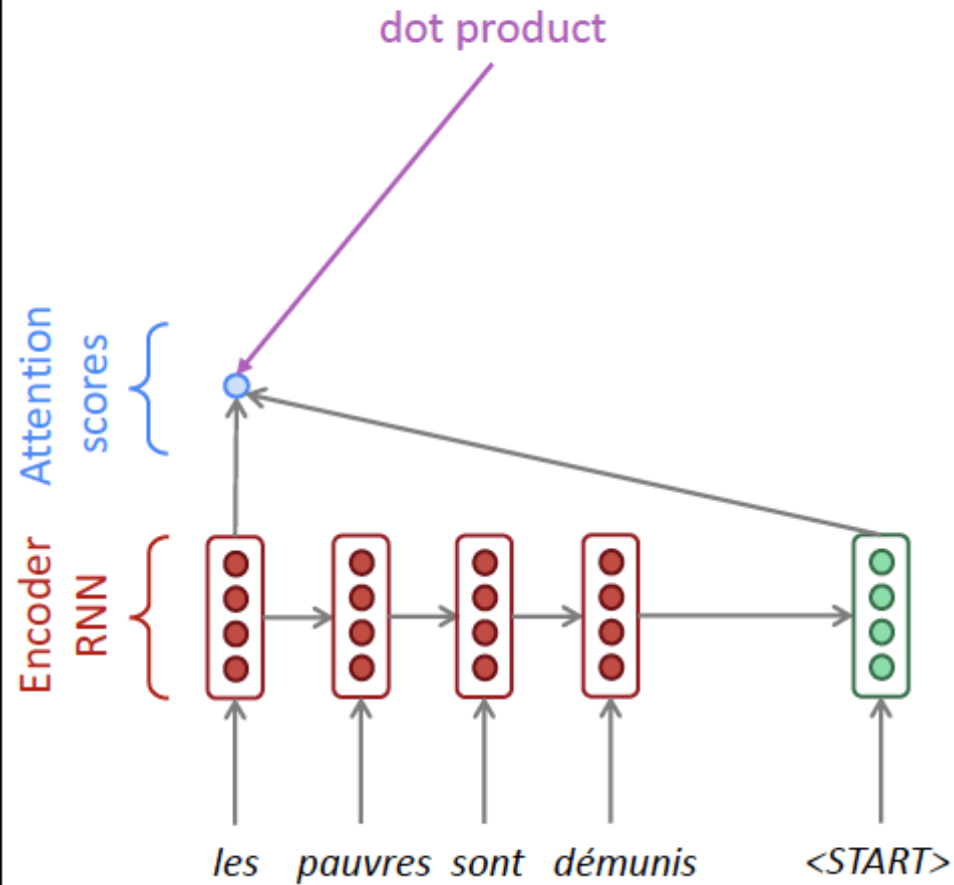 dot product
Attention
scores
Encoder
RNN
les pauvres sont démunis <START>